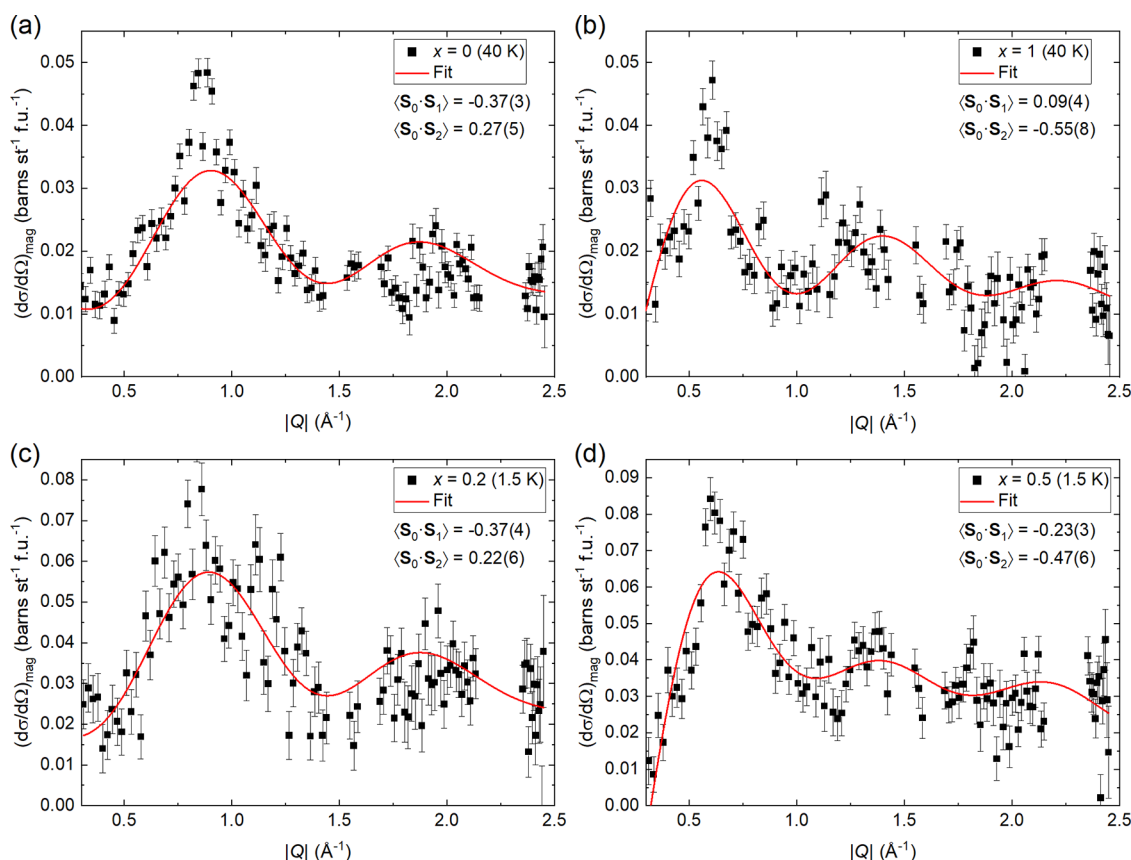 (a)
x = 0 (40 K)
Fit
⟨S₀·S₁⟩ = -0.37(3)
⟨S₀·S₂⟩ = 0.27(5)
(dσ/dΩ)mag (barns st⁻¹ f.u.⁻¹)
0.05
0.04
0.03
0.02
0.01
0.00
0.5 1.0 1.5 2.0 2.5
|Q| (Å⁻¹)
(b)
x = 1 (40 K)
Fit
⟨S₀·S₁⟩ = 0.09(4)
⟨S₀·S₂⟩ = -0.55(8)
(dσ/dΩ)mag (barns st⁻¹ f.u.⁻¹)
0.05
0.04
0.03
0.02
0.01
0.00
0.5 1.0 1.5 2.0 2.5
|Q| (Å⁻¹)
(c)
x = 0.2 (1.5 K)
Fit
⟨S₀·S₁⟩ = -0.37(4)
⟨S₀·S₂⟩ = 0.22(6)
(dσ/dΩ)mag (barns st⁻¹ f.u.⁻¹)
0.08
0.07
0.06
0.05
0.04
0.03
0.02
0.01
0.00
0.5 1.0 1.5 2.0 2.5
|Q| (Å⁻¹)
(d)
x = 0.5 (1.5 K)
Fit
⟨S₀·S₁⟩ = -0.23(3)
⟨S₀·S₂⟩ = -0.47(6)
(dσ/dΩ)mag (barns st⁻¹ f.u.⁻¹)
0.09
0.08
0.07
0.06
0.05
0.04
0.03
0.02
0.01
0.00
0.5 1.0 1.5 2.0 2.5
|Q| (Å⁻¹)